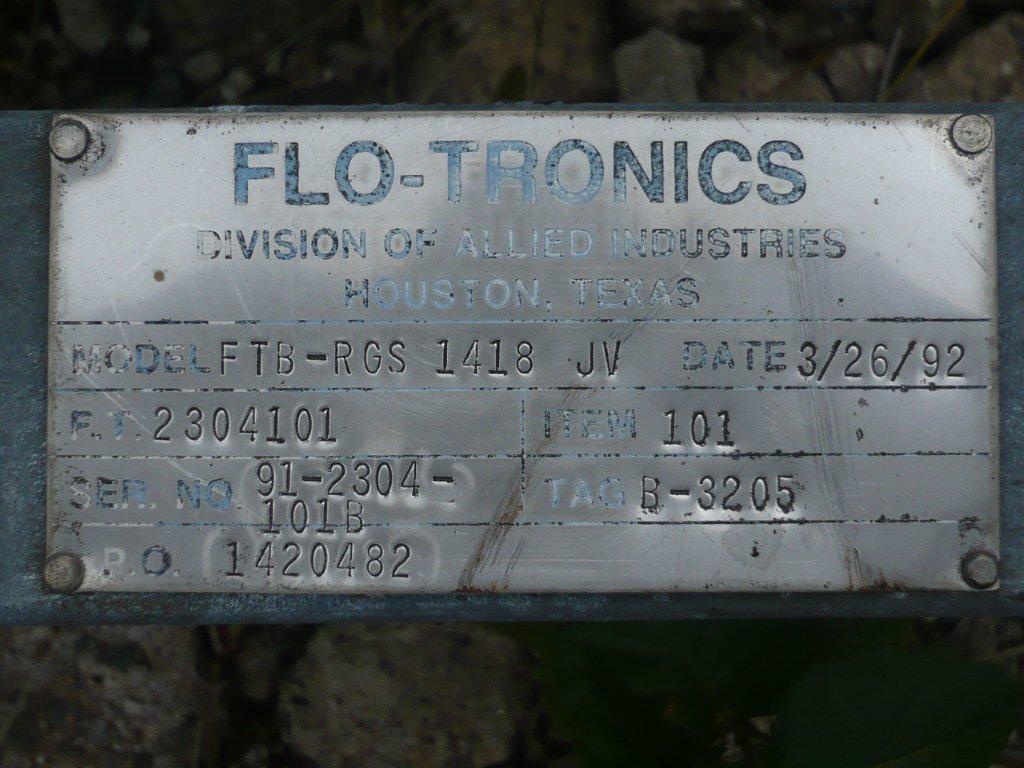 FLO-TRONICS
DIVISION OF ALLIED INDUSTRIES
HOUSTON, TEXAS
MODEL FTB-RGS 1418 JV DATE 3/26/92
F.T. 2304101 ITEM 101
SER. NO. 91-2304-
101B TAG B-3205
P.O. 1420482